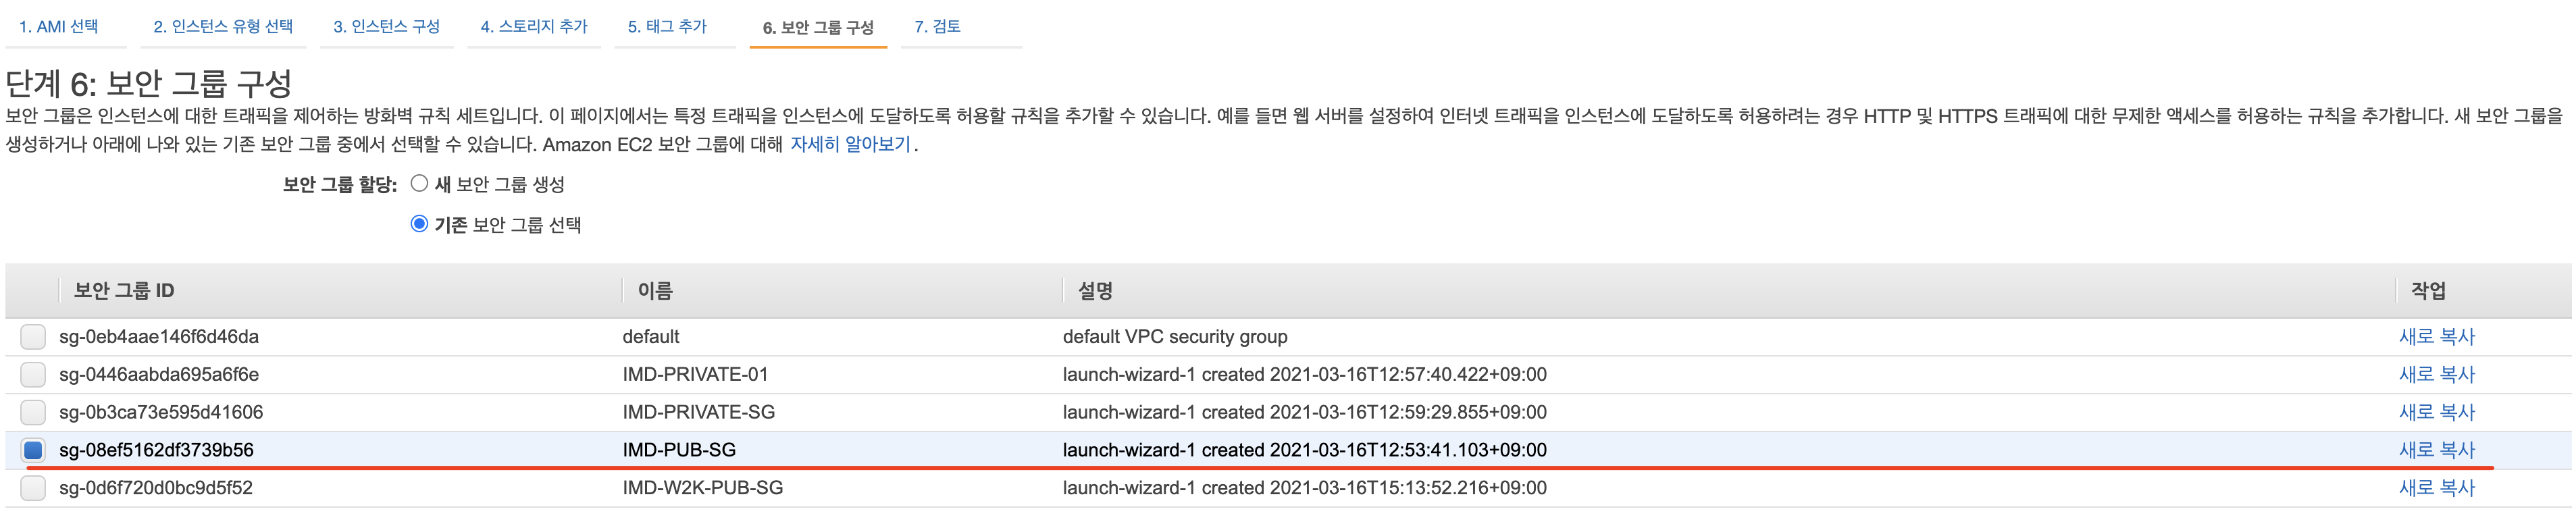 1. AMI 선택 2. 인스턴스 유형 선택 3. 인스턴스 구성 4. 스토리지 추가 5. 태그 추가 6. 보안 그룹 구성 7. 검토
단계 6: 보안 그룹 구성
보안 그룹은 인스턴스에 대한 트래픽을 제어하는 방화벽 규칙 세트입니다. 이 페이지에서는 특정 트래픽을 인스턴스에 도달하도록 허용할 규칙을 추가할 수 있습니다. 예를 들면 웹 서버를 설정하여 인터넷 트래픽을 인스턴스에 도달하도록 허용하려는 경우 HTTP 및 HTTPS 트래픽에 대한 무제한 액세스를 허용하는 규칙을 추가합니다. 새 보안 그룹을
생성하거나 아래에 나와 있는 기존 보안 그룹 중에서 선택할 수 있습니다. Amazon EC2 보안 그룹에 대해 자세히 알아보기.
보안 그룹 할당: 새 보안 그룹 생성
기존 보안 그룹 선택
보안 그룹 ID 이름 설명 작업
sg-0eb4aae146f6d46da default default VPC security group 새로 복사
sg-0446aabda695a6f6e IMD-PRIVATE-01 launch-wizard-1 created 2021-03-16T12:57:40.422+09:00 새로 복사
sg-0b3ca73e595d41606 IMD-PRIVATE-SG launch-wizard-1 created 2021-03-16T12:59:29.855+09:00 새로 복사
sg-08ef5162df3739b56 IMD-PUB-SG launch-wizard-1 created 2021-03-16T12:53:41.103+09:00 새로 복사
sg-0d6f720d0bc9d5f52 IMD-W2K-PUB-SG launch-wizard-1 created 2021-03-16T15:13:52.216+09:00 새로 복사